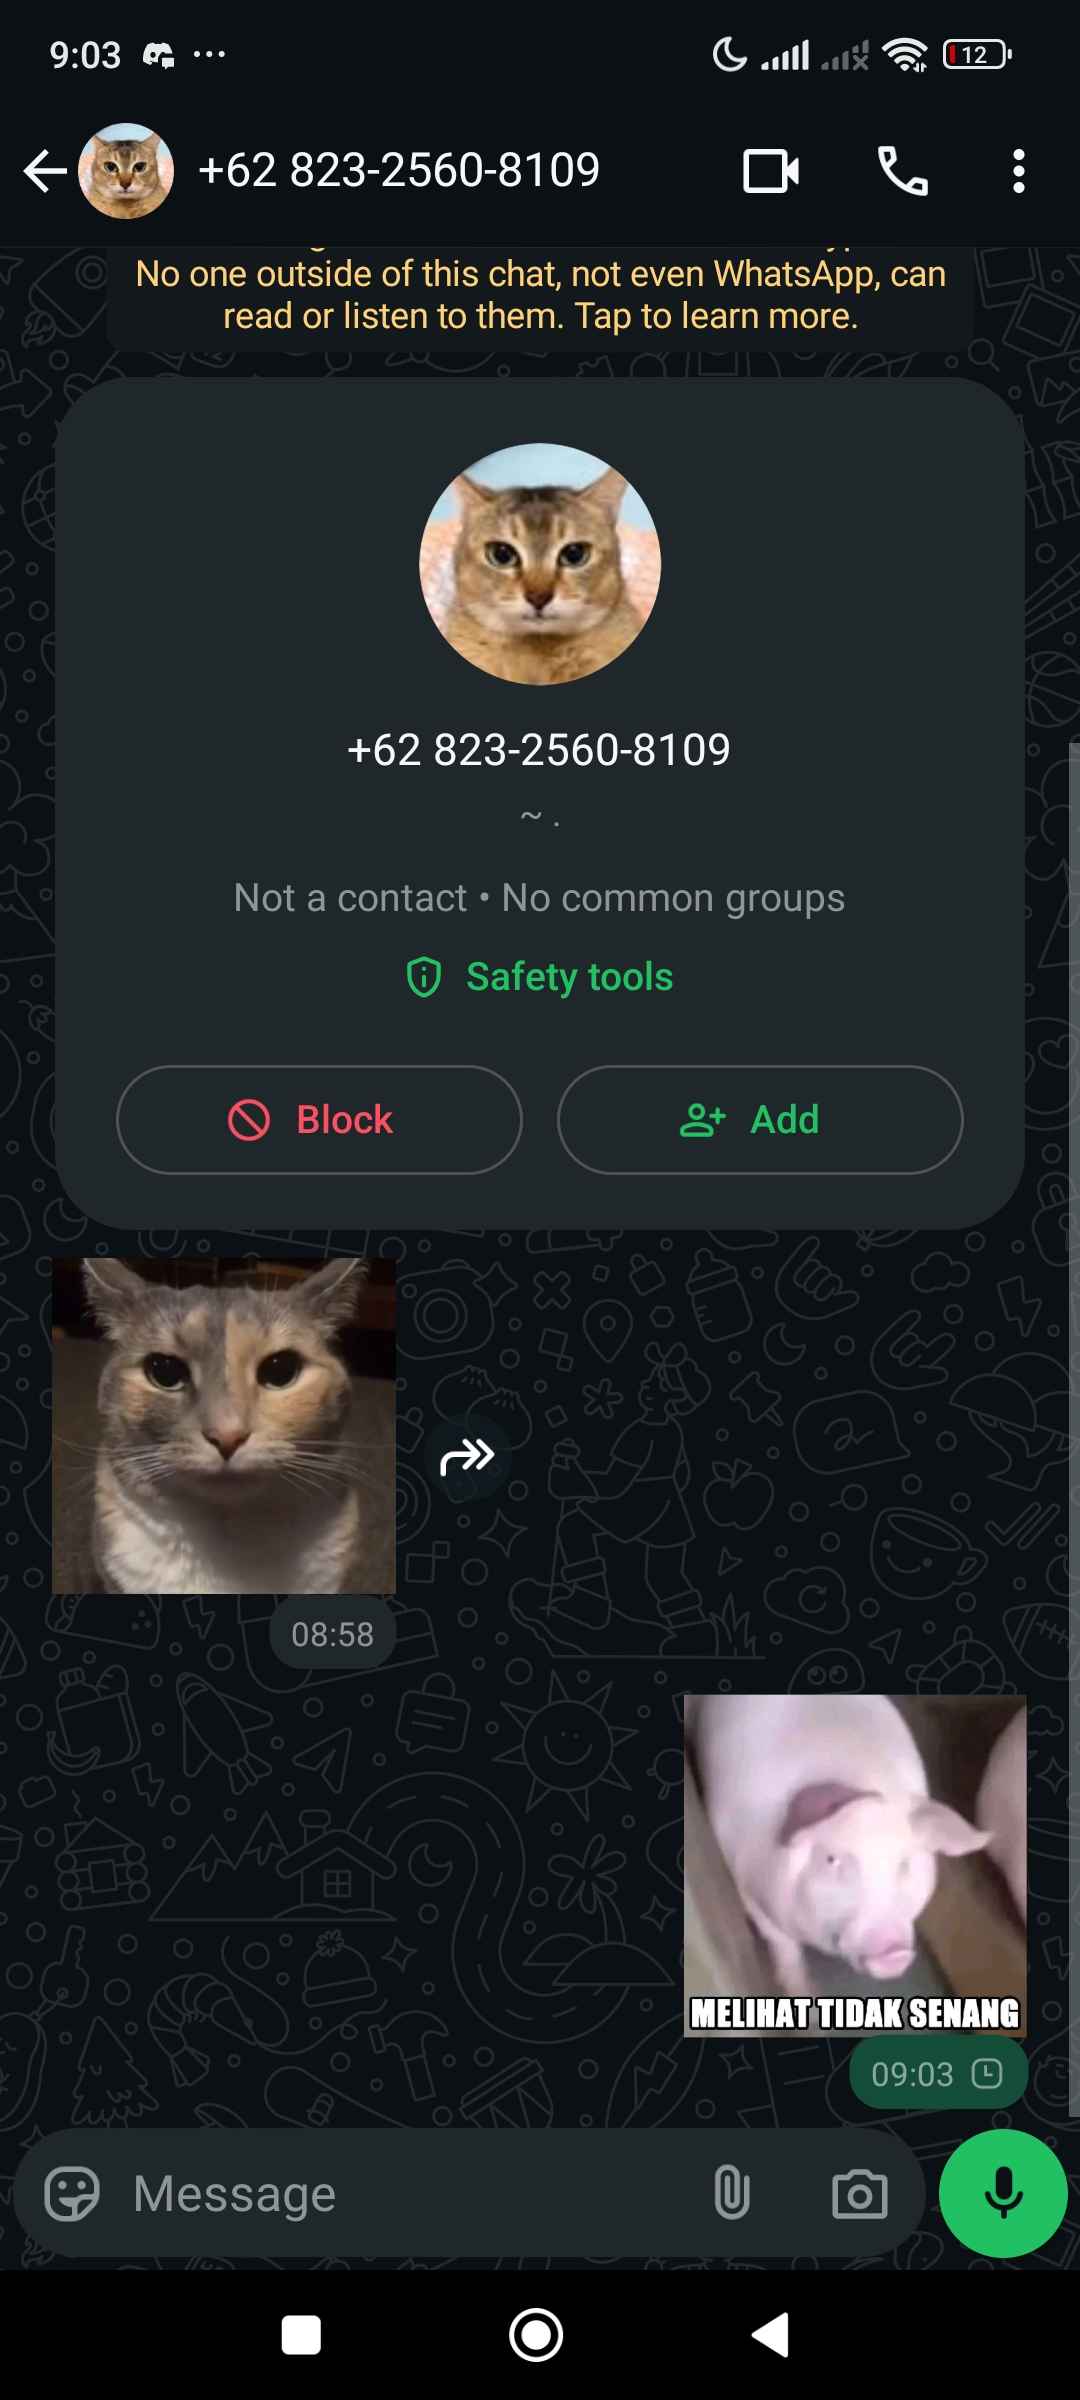 9:03
12
+62 823-2560-8109
No one outside of this chat, not even WhatsApp, can
read or listen to them. Tap to learn more.
+62 823-2560-8109
~ .
Not a contact • No common groups
Safety tools
Block
Add
08:58
MELIHAT TIDAK SENANG
09:03
Message